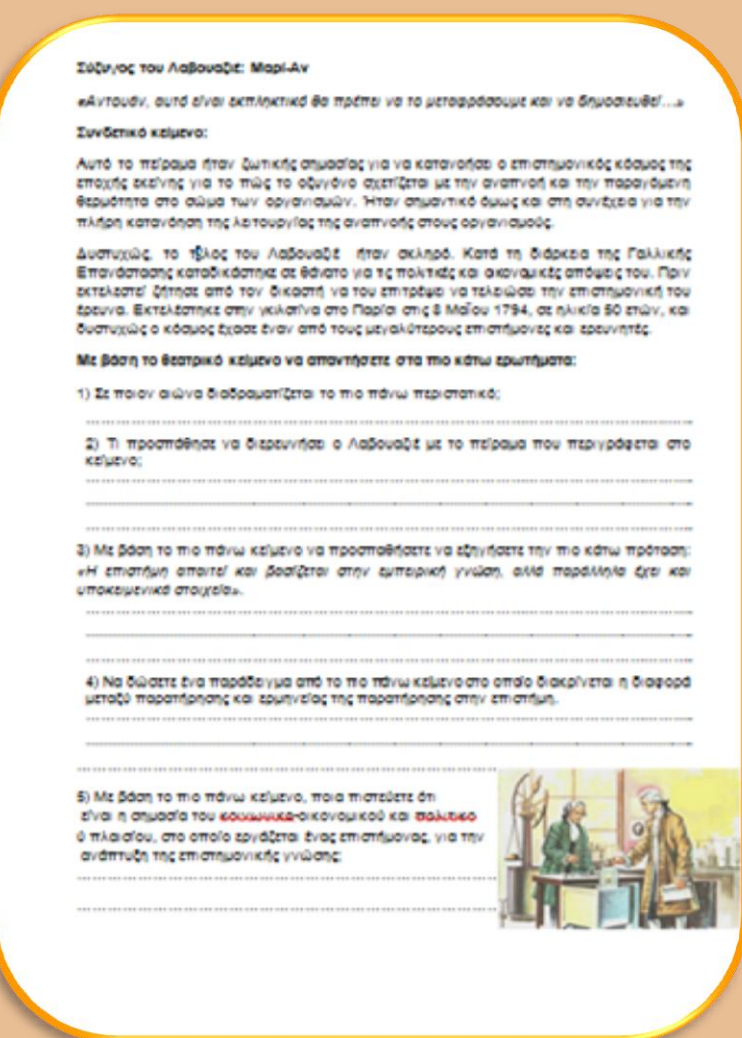 Σύζυγος του Λαβουαζιέ: Μαρί-Αν
«Αντουάν, αυτό είναι εκπληκτικό θα πρέπει να το μεταφράσουμε και να δημοσιευθεί...»
Συνδετικό κείμενο:
Αυτό το πείραμα ήταν ζωτικής σημασίας για να κατανοήσει ο επιστημονικός κόσμος της
εποχής εκείνης για το πώς το οξυγόνο σχετίζεται με την αναπνοή και την παραγόμενη
θερμότητα στο σώμα των οργανισμών. Ήταν σημαντικό όμως και στη συνέχεια για την
πλήρη κατανόηση της λειτουργίας της αναπνοής στους οργανισμούς.
Δυστυχώς, το τέλος του Λαβουαζιέ ήταν σκληρό. Κατά τη διάρκεια της Γαλλικής
Επανάστασης καταδικάστηκε σε θάνατο για τις πολιτικές και οικονομικές απόψεις του. Πριν
εκτελεστεί ζήτησε από τον δικαστή να του επιτρέψει να τελειώσει την επιστημονική του
έρευνα. Εκτελέστηκε στην γκιλοτίνα στο Παρίσι στις 8 Μαΐου 1794, σε ηλικία 50 ετών, και
δυστυχώς ο κόσμος έχασε έναν από τους μεγαλύτερους επιστήμονες και ερευνητές.
Με βάση το θεατρικό κείμενο να απαντήσετε στα πιο κάτω ερωτήματα:
1) Σε ποιον αιώνα διαδραματίζεται το πιο πάνω περιστατικό;
2) Τι προσπάθησε να διερευνήσει ο Λαβουαζιέ με το πείραμα που περιγράφεται στο
κείμενο;
3) Με βάση το πιο πάνω κείμενο να προσπαθήσετε να εξηγήσετε την πιο κάτω πρόταση:
«Η επιστήμη απαιτεί και βασίζεται στην εμπειρική γνώση, αλλά παράλληλα έχει και
υποκειμενικά στοιχεία».
4) Να δώσετε ένα παράδειγμα από το πιο πάνω κείμενο στο οποίο διακρίνεται η διαφορά
μεταξύ παρατήρησης και ερμηνείας της παρατήρησης στην επιστήμη.
5) Με βάση το πιο πάνω κείμενο, ποια πιστεύετε ότι
είναι η σημασία του κοινωνικο-οικονομικού και πολιτικο
ύ πλαισίου, στο οποίο εργάζεται ένας επιστήμονας, για την
ανάπτυξη της επιστημονικής γνώσης;